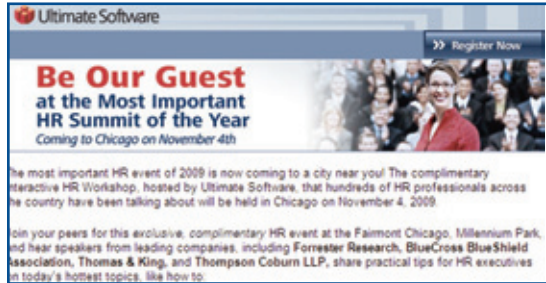 Ultimate Software
>> Register Now
Be Our Guest
at the Most Important
HR Summit of the Year
Coming to Chicago on November 4th
he most important HR event of 2009 is now coming to a city near you! The complimentary
nteractive HR Workshop, hosted by Ultimate Software, that hundreds of HR professionals across
he country have been talking about will be held in Chicago on November 4, 2009.
oin your peers for this exclusive, complimentary HR event at the Fairmont Chicago, Millennium Park,
nd hear speakers from leading companies, including Forrester Research, BlueCross BlueShield
Association, Thomas & King, and Thompson Coburn LLP, share practical tips for HR executives
on today's hottest topics, like how to: